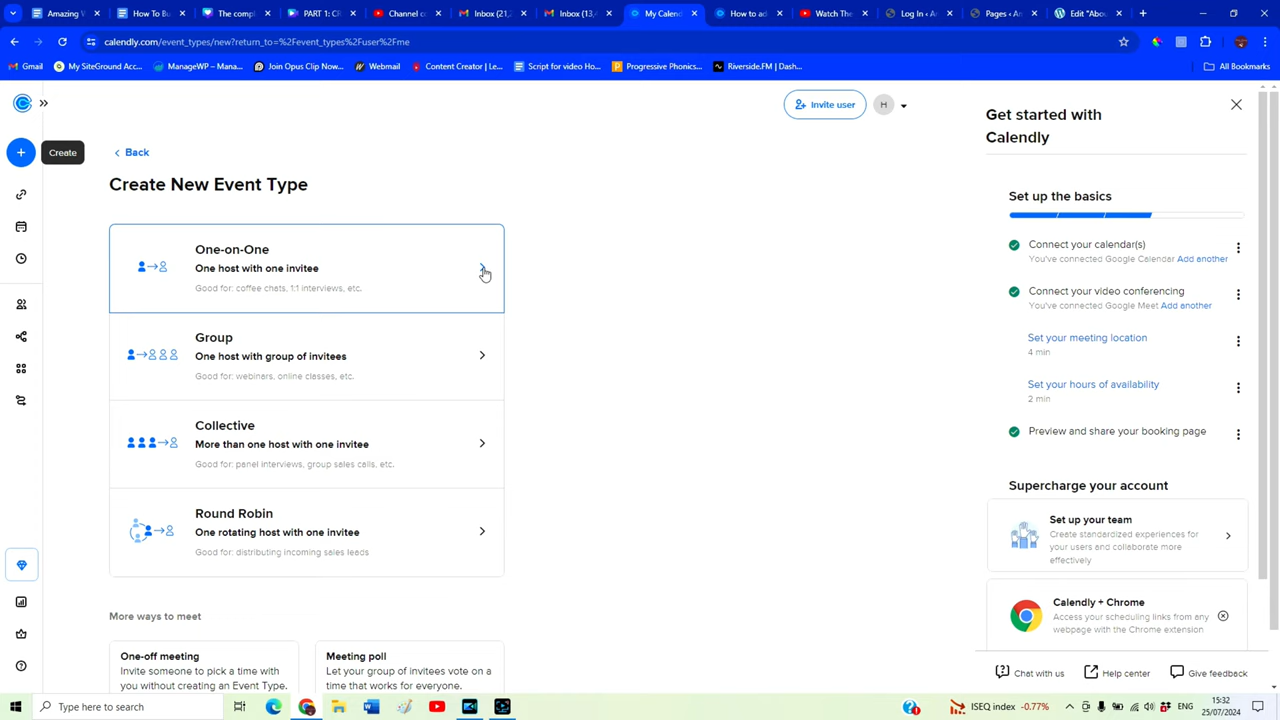 Amazing W
How To Bu
The compl
PART 1: CR
Channel co
Inbox (21,
Inbox (13,4
My Calend
How to ad
Watch The
Log In ‹ An
Pages ‹ An
Edit "Abou
calendly.com/event_types/new?return_to=%2Fevent_types%2Fuser%2Fme
Gmail
My SiteGround Acc...
ManageWP – Mana...
Join Opus Clip Now...
Webmail
Content Creator | Le...
Script for video Ho...
Progressive Phonics...
Riverside.FM | Dash...
All Bookmarks
Create
Back
Invite user
H
Create New Event Type
One-on-One
One host with one invitee
Good for: coffee chats, 1:1 interviews, etc.
Group
One host with group of invitees
Good for: webinars, online classes, etc.
Collective
More than one host with one invitee
Good for: panel interviews, group sales calls, etc.
Round Robin
One rotating host with one invitee
Good for: distributing incoming sales leads
More ways to meet
One-off meeting
Invite someone to pick a time with
you without creating an Event Type.
Meeting poll
Let your group of invitees vote on a
time that works for everyone.
Get started with
Calendly
Set up the basics
Connect your calendar(s)
You've connected Google Calendar Add another
Connect your video conferencing
You've connected Google Meet Add another
Set your meeting location
4 min
Set your hours of availability
2 min
Preview and share your booking page
Supercharge your account
Set up your team
Create standardized experiences for
your users and collaborate more
effectively
Calendly + Chrome
Access your scheduling links from any
webpage with the Chrome extension
Chat with us
Help center
Give feedback
Type here to search
ISEQ index -0.77%
ENG
15:32
25/07/2024